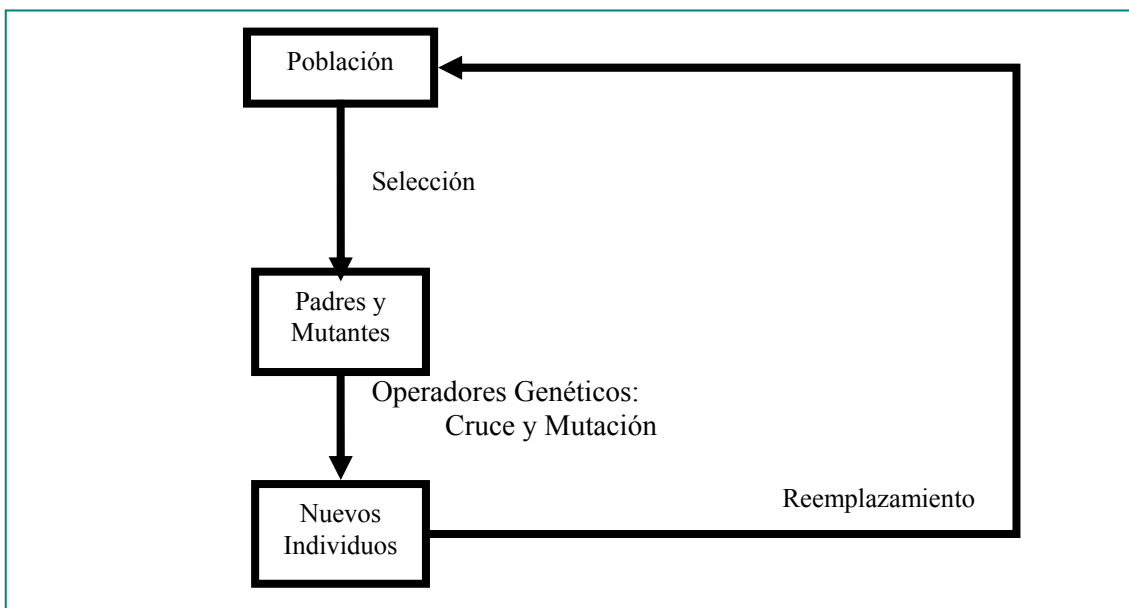 Población
Selección
Padres y
Mutantes
Operadores Genéticos:
Cruce y Mutación
Reemplazamiento
Nuevos
Individuos